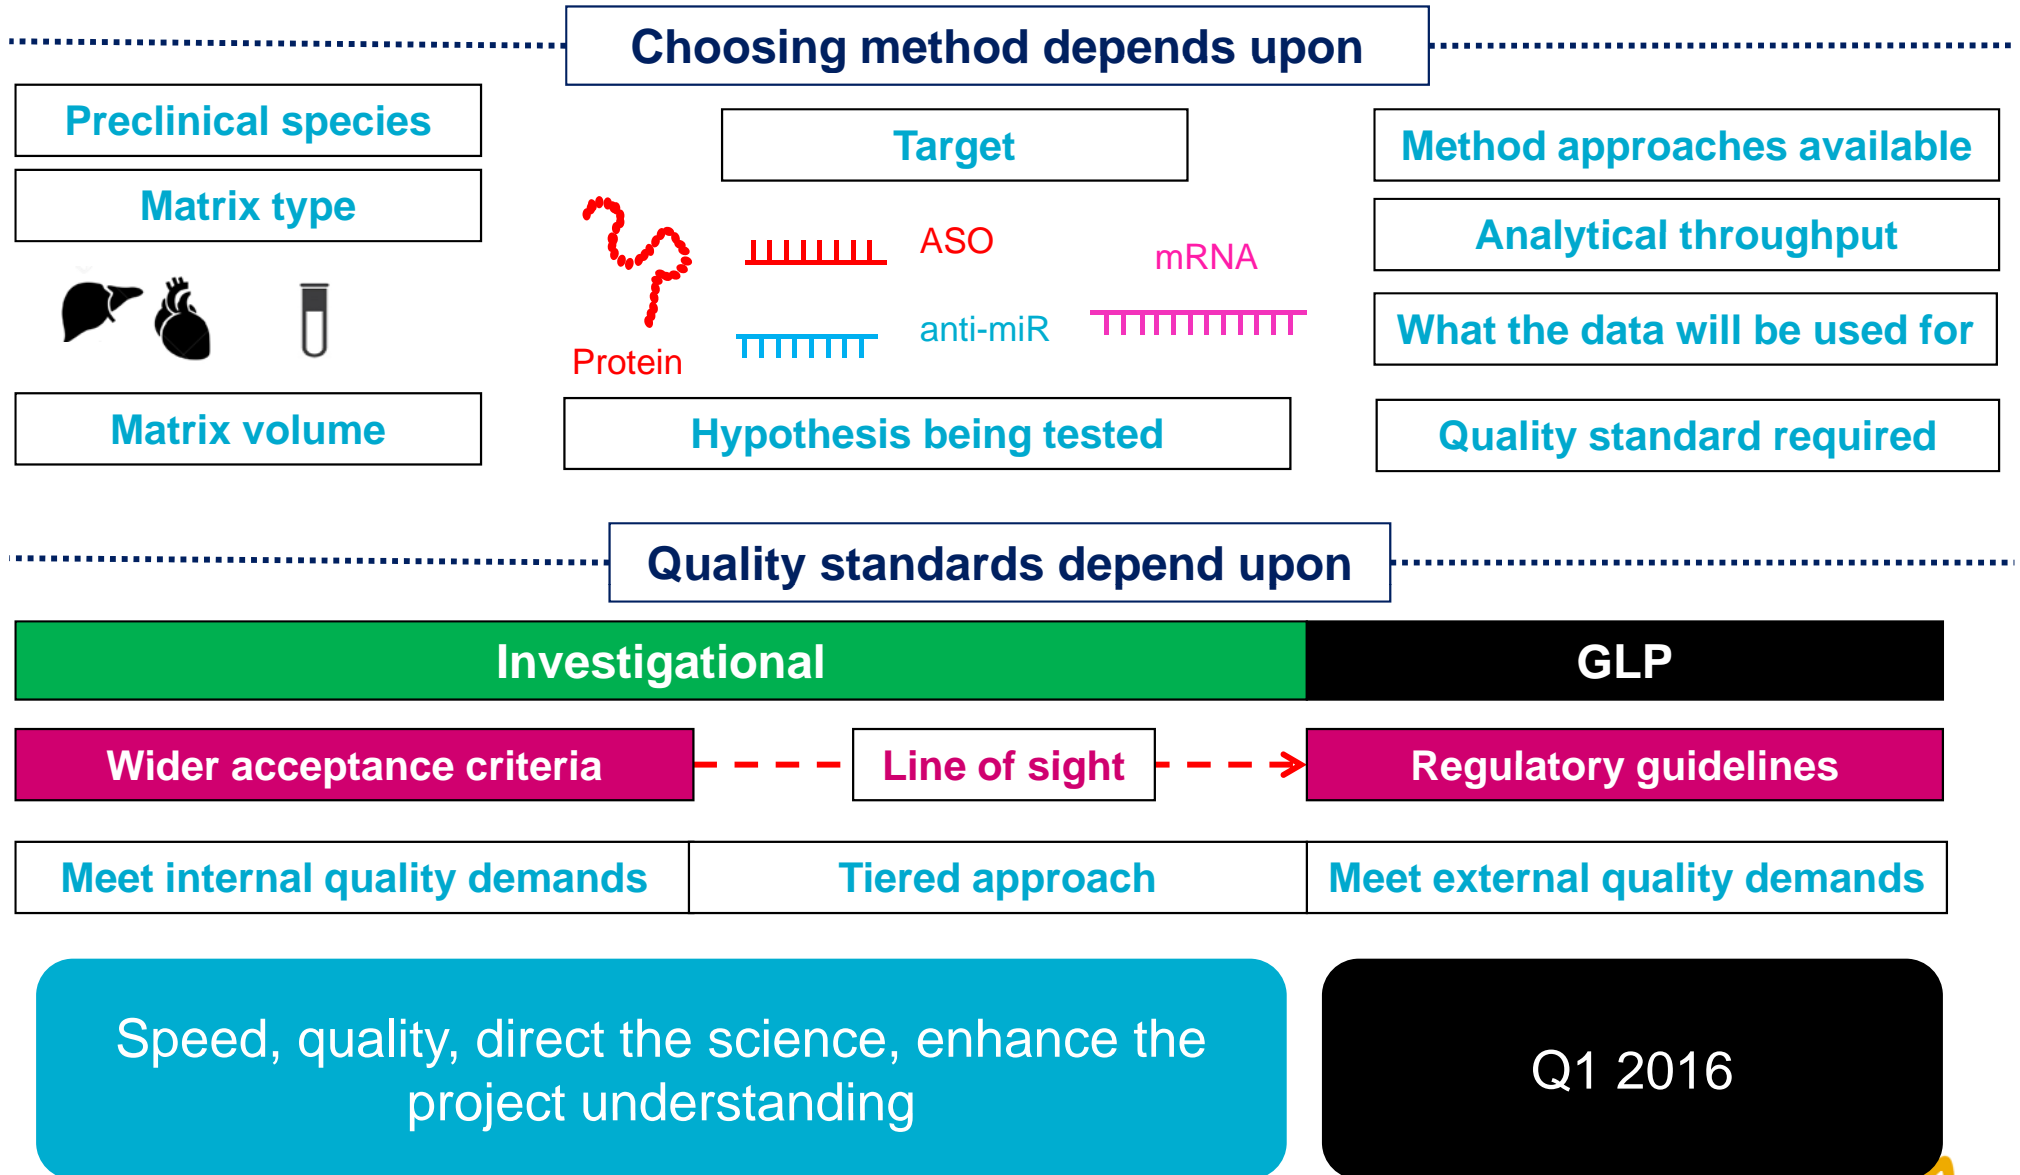 Choosing method depends upon
Preclinical species
Matrix type
Matrix volume
Target
ASO
mRNA
anti-miR
Protein
Hypothesis being tested
Method approaches available
Analytical throughput
What the data will be used for
Quality standard required
Quality standards depend upon
Investigational
GLP
Wider acceptance criteria
Line of sight
Regulatory guidelines
Meet internal quality demands
Tiered approach
Meet external quality demands
Speed, quality, direct the science, enhance the
project understanding
Q1 2016